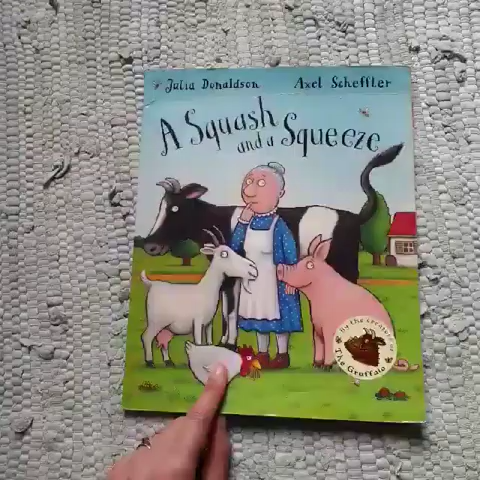 Julia Donaldson Axel Scheffler
A Squash
and a Squeeze
By the creators of
The Gruffalo